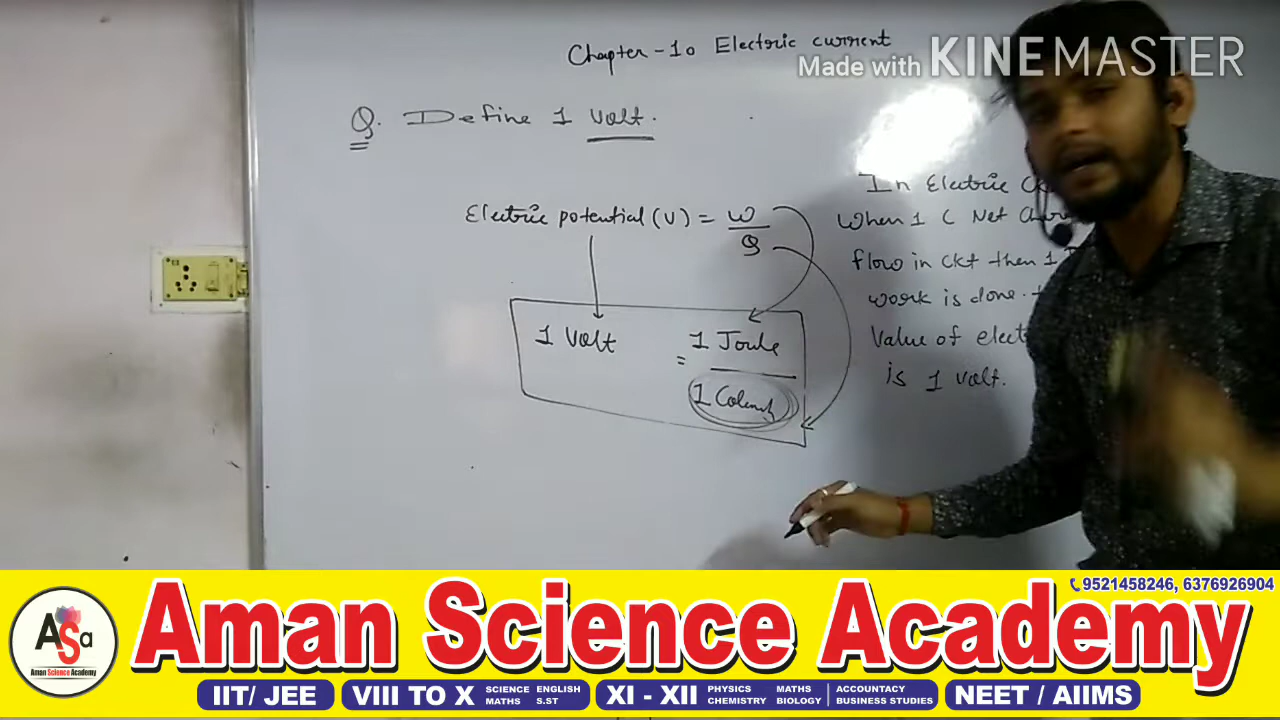 Chapter - 10 Electric current
Made with KINEMASTER
Q. Define 1 Volt.
Electric potential (V) = W
Q
1 Volt = 1 Joule
1 Colomb
In Electric Ck
When 1 C Net
flow in ckt then 1
work is done.
Value of elect
is 1 volt.
9521458246, 6376926904
Aman Science Academy
ASa
Aman Science Academy
IIT/ JEE
VIII TO X
SCIENCE ENGLISH
MATHS S.ST
XI - XII
PHYSICS MATHS
CHEMISTRY BIOLOGY
ACCOUNTACY
BUSINESS STUDIES
NEET / AIIMS